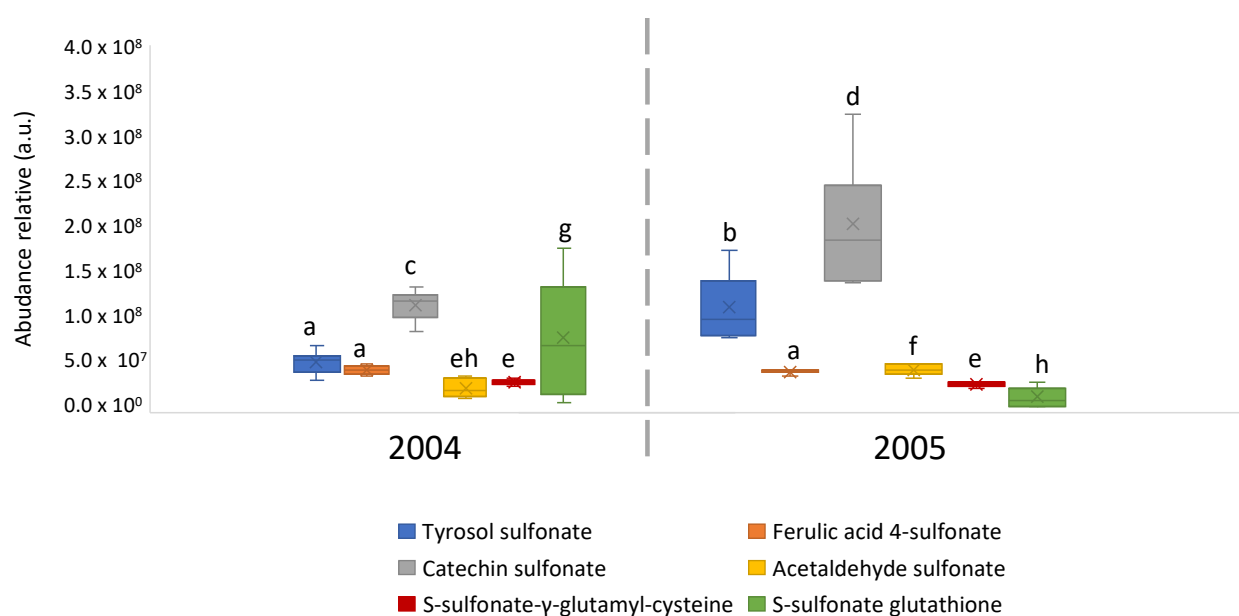 Abudance relative (a.u.)
4.0 x 10⁸
3.5 x 10⁸
3.0 x 10⁸
2.5 x 10⁸
2.0 x 10⁸
1.5 x 10⁸
1.0 x 10⁸
5.0 x 10⁷
0.0 x 10⁰
a
a
c
eh
e
g
b
a
d
f
e
h
2004
2005
Tyrosol sulfonate
Ferulic acid 4-sulfonate
Catechin sulfonate
Acetaldehyde sulfonate
S-sulfonate-γ-glutamyl-cysteine
S-sulfonate glutathione